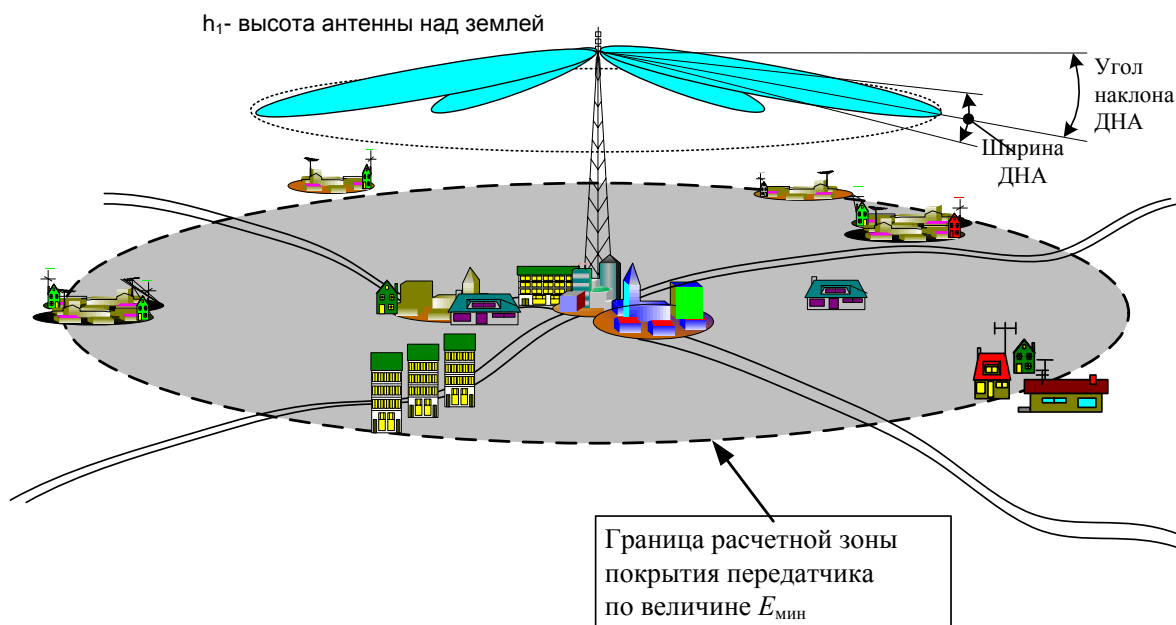 h₁- высота антенны над землей
Угол
наклона
ДНА
Ширина
ДНА
Граница расчетной зоны
покрытия передатчика
по величине Eмин